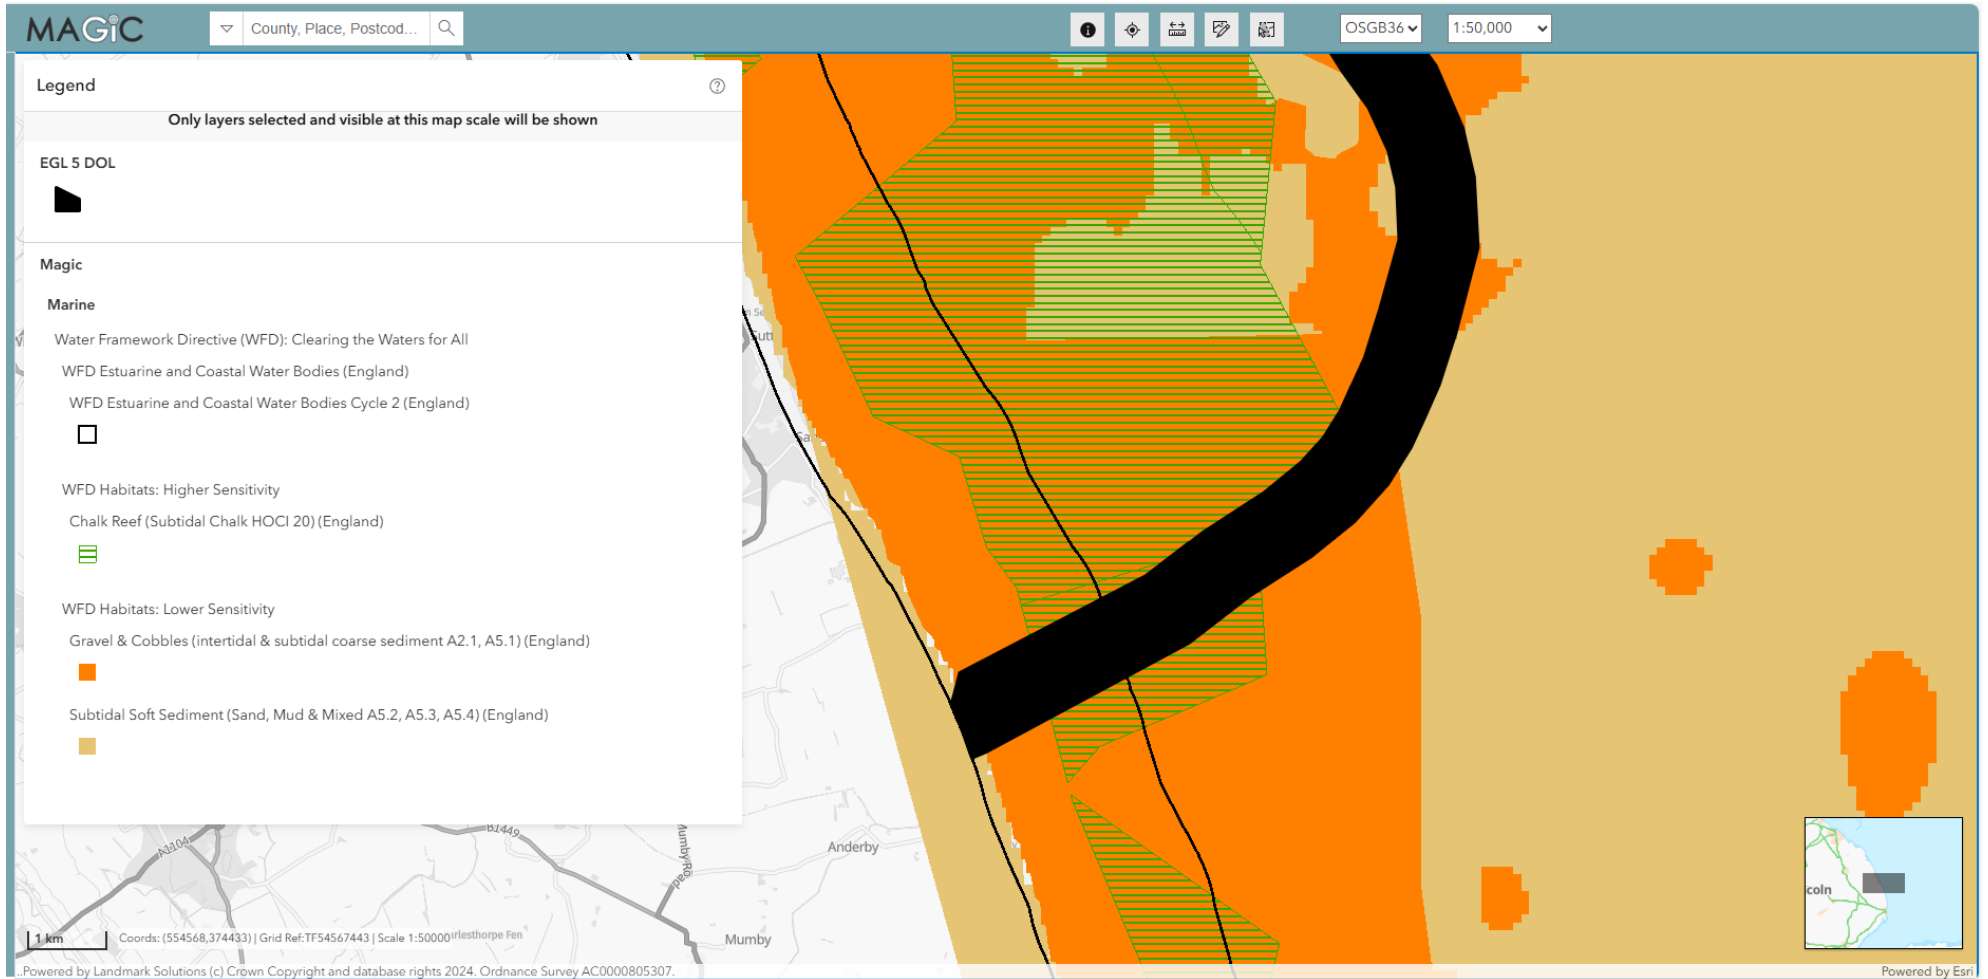 MAGiC
County, Place, Postcod...
OSGB36
1:50,000
Legend
Only layers selected and visible at this map scale will be shown
EGL 5 DOL
Magic
Marine
Water Framework Directive (WFD): Clearing the Waters for All
WFD Estuarine and Coastal Water Bodies (England)
WFD Estuarine and Coastal Water Bodies Cycle 2 (England)
WFD Habitats: Higher Sensitivity
Chalk Reef (Subtidal Chalk HOCI 20) (England)
WFD Habitats: Lower Sensitivity
Gravel & Cobbles (intertidal & subtidal coarse sediment A2.1, A5.1) (England)
Subtidal Soft Sediment (Sand, Mud & Mixed A5.2, A5.3, A5.4) (England)
Sutt
Sa
A1104
B1449
Mumby Road
Anderby
Mumby
coln
1 km
Coords: (554568,374433) | Grid Ref:TF54567443 | Scale 1:50000
rlesthorpe Fen
..Powered by Landmark Solutions (c) Crown Copyright and database rights 2024. Ordnance Survey AC0000805307.
Powered by Esri